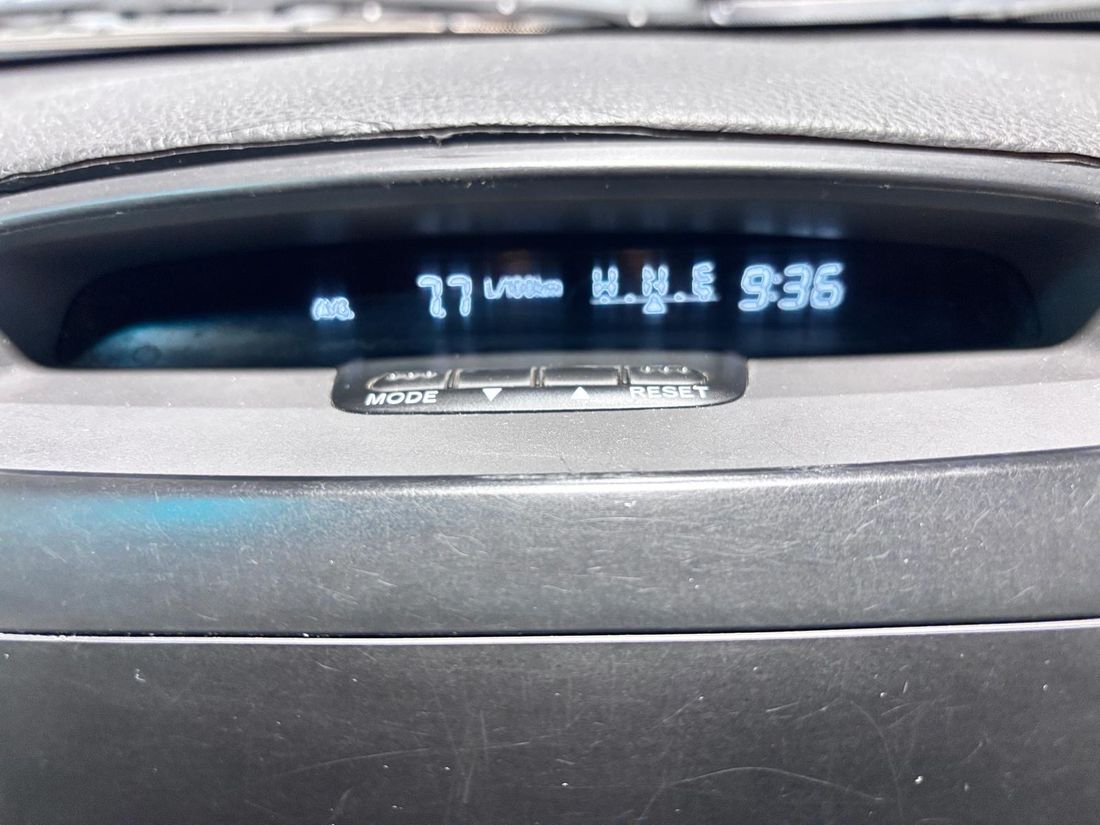 AVG. 7.7 L/100km W.N.E 9:36
MODE ▼ ▲ RESET